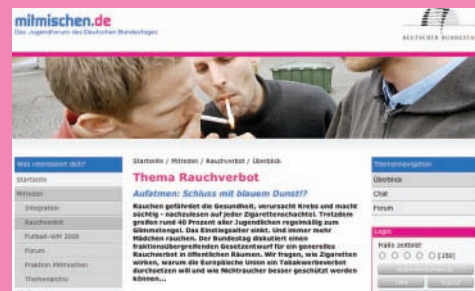 mitmischen.de
Das Jugendforum des Deutschen Bundestages
DEUTSCHER BUNDESTAG
Was interessiert dich?
Startseite
Mitreden
Integration
Rauchverbot
Fußball-WM 2006
Forum
Fraktion Mitmischen
Themenarchiv
Startseite / Mitreden / Rauchverbot / Überblick
Thema Rauchverbot
Aufatmen: Schluss mit blauem Dunst!?
Rauchen gefährdet die Gesundheit, verursacht Krebs und macht
süchtig - nachzulesen auf jeder Zigarettenschachtel. Trotzdem
greifen rund 40 Prozent aller Jugendlichen regelmäßig zum
Glimmstengel. Das Einstiegsalter sinkt. Und immer mehr
Mädchen rauchen. Der Bundestag diskutiert einen
fraktionsübergreifenden Gesetzentwurf für ein generelles
Rauchverbot in öffentlichen Räumen. Wir fragen, wie Zigaretten
wirken, warum die Europäische Union ein Tabakwerbeverbot
durchsetzen will und wie Nichtraucher besser geschützt werden
können...
Themennavigation
Überblick
Chat
Forum
Login
Hallo zeitbild!
[150]
Hilfe
logout